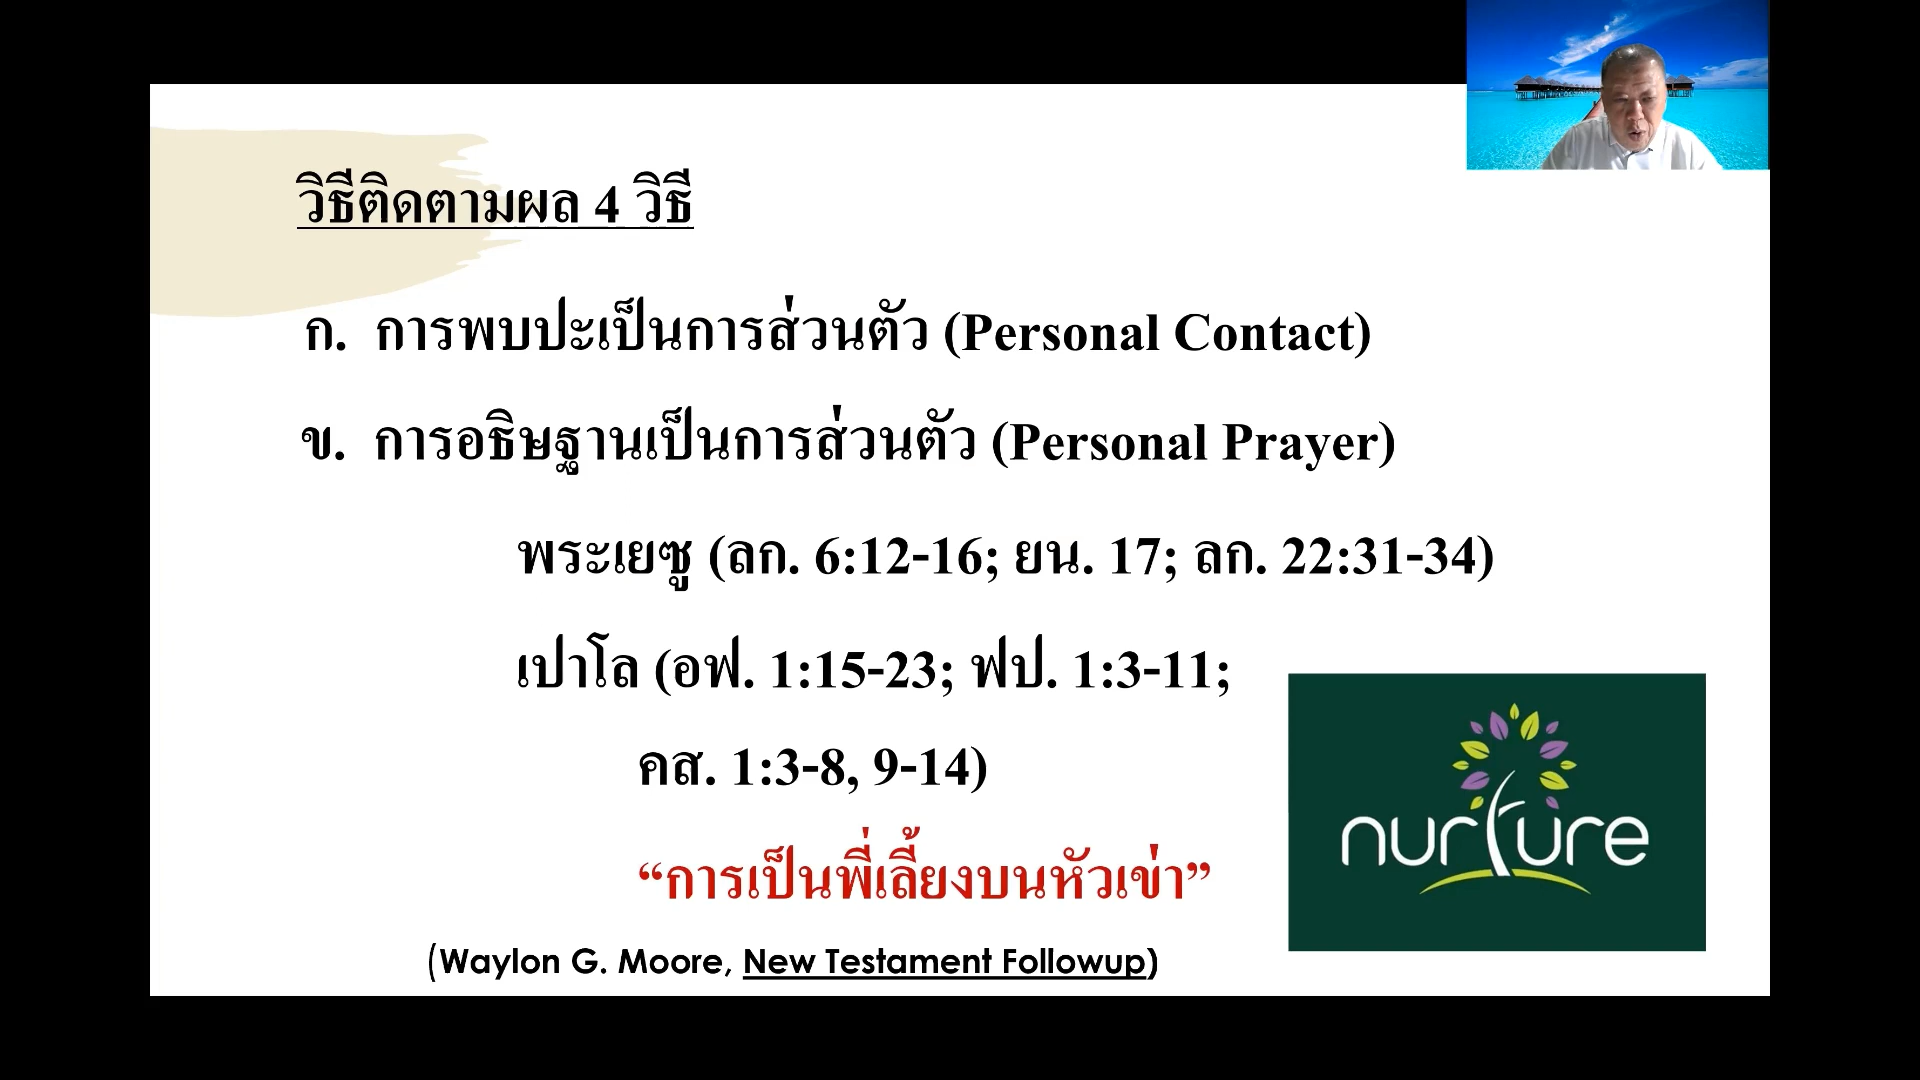 วิธีติดตามผล 4 วิธี
ก. การพบปะเป็นการส่วนตัว (Personal Contact)
ข. การอธิษฐานเป็นการส่วนตัว (Personal Prayer)
พระเยซู (ลก. 6:12-16; ยน. 17; ลก. 22:31-34)
เปาโล (อฟ. 1:15-23; ฟป. 1:3-11;
คส. 1:3-8, 9-14)
“การเป็นพี่เลี้ยงบนหัวเข่า”
(Waylon G. Moore, New Testament Followup)
nurture